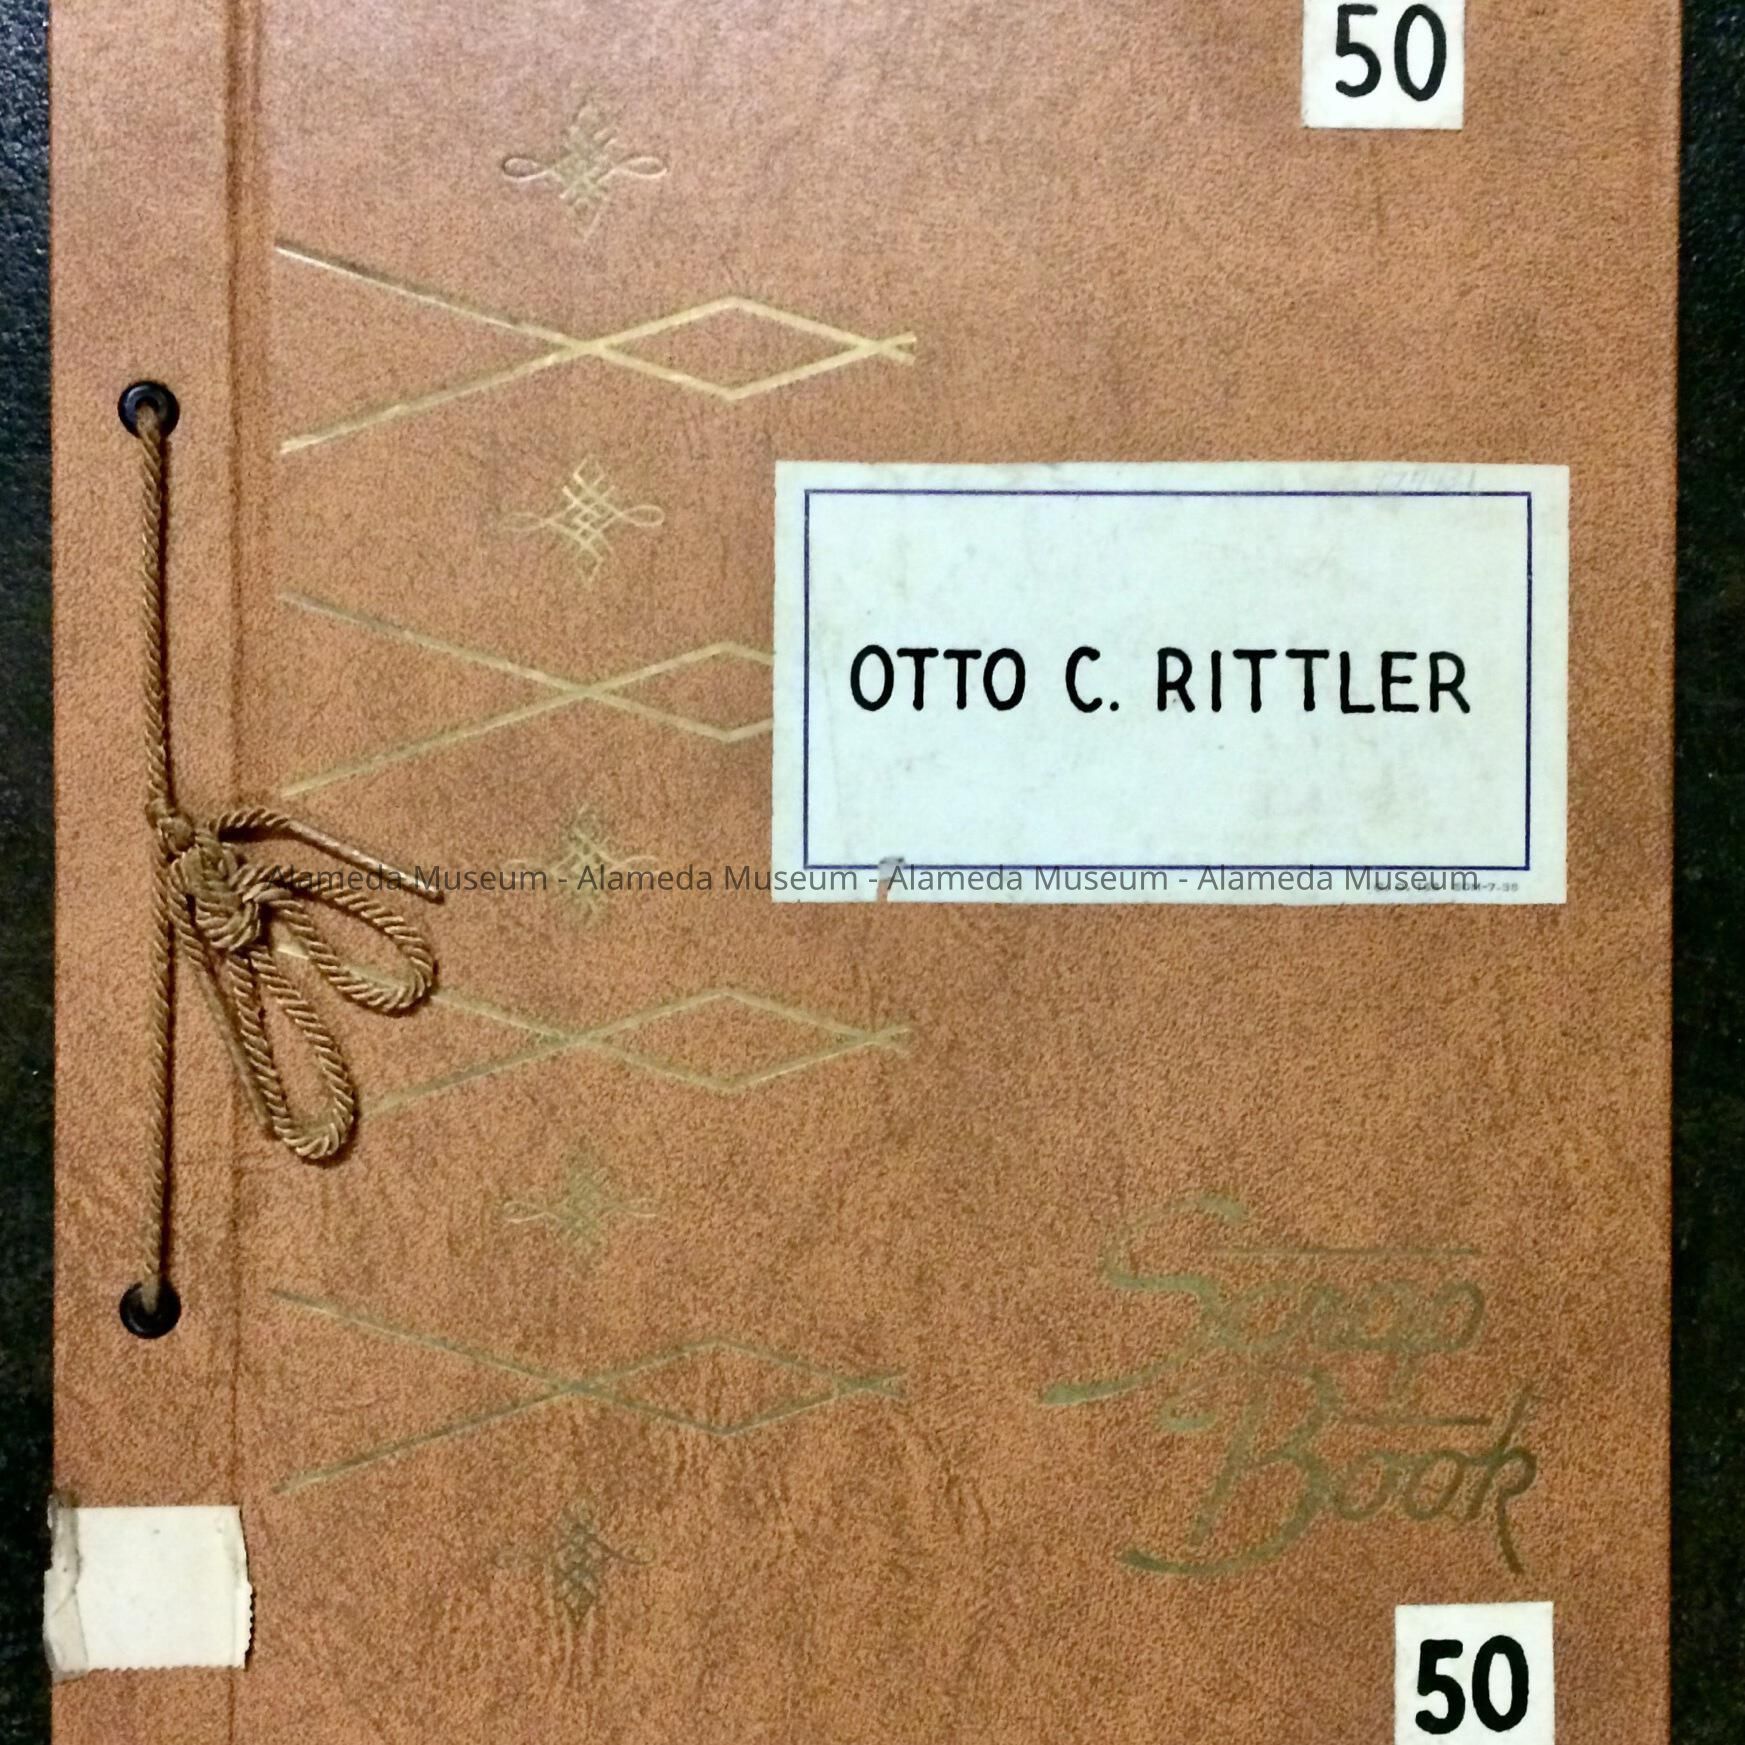 50
OTTO C. RITTLER
Alameda Museum - Alameda Museum - Alameda Museum - Alameda Museum
Scrap
Book
50